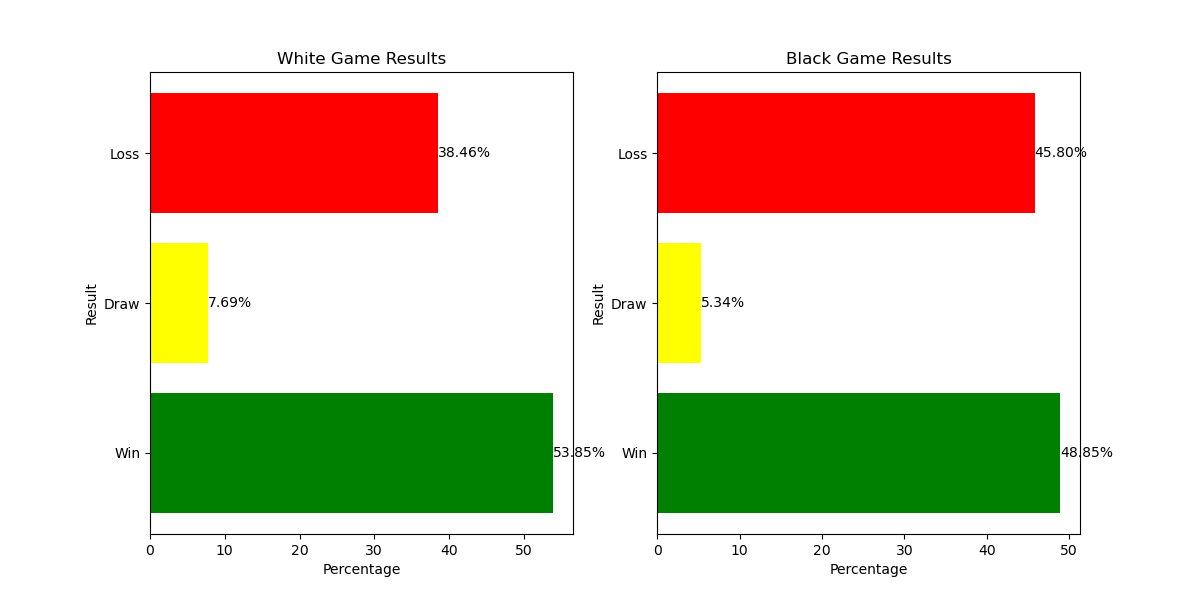 White Game Results
Loss
38.46%
Draw
7.69%
Win
53.85%
Result
0 10 20 30 40 50
Percentage
Black Game Results
Loss
45.80%
Draw
5.34%
Win
48.85%
Result
0 10 20 30 40 50
Percentage